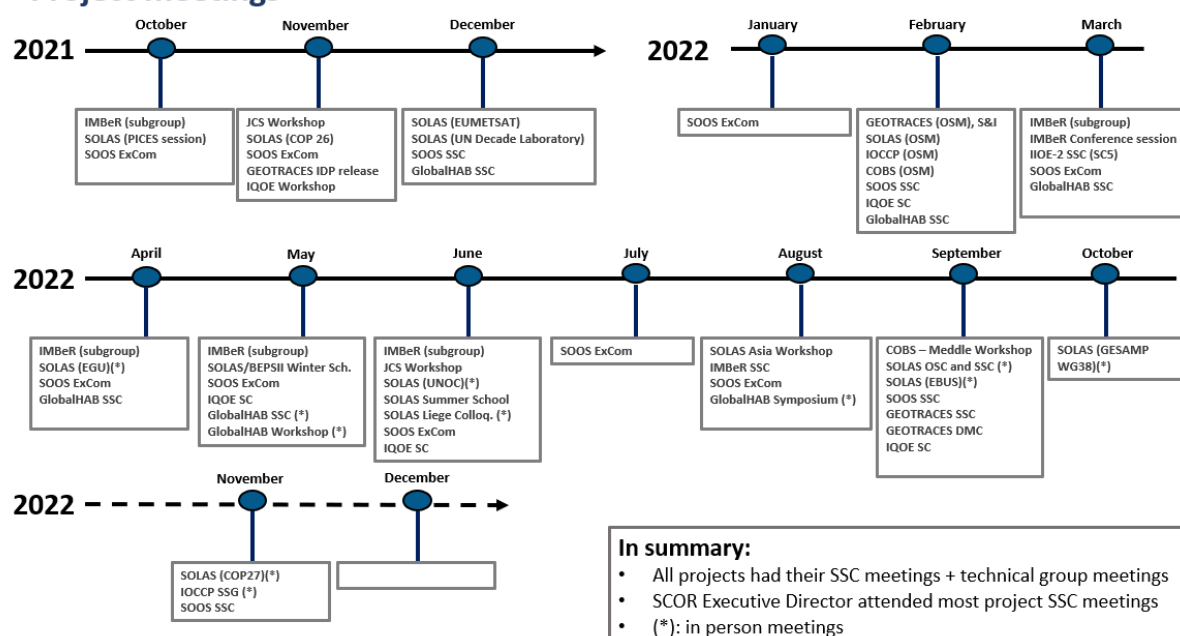 Project meetings
October
November
December
2021
IMBeR (subgroup)
SOLAS (PICES session)
SOOS ExCom
JCS Workshop
SOLAS (COP 26)
SOOS ExCom
GEOTRACES IDP release
IQOE Workshop
SOLAS (EUMETSAT)
SOLAS (UN Decade Laboratory)
SOOS SSC
GlobalHAB SSC
January
February
March
2022
SOOS ExCom
GEOTRACES (OSM), S&I
SOLAS (OSM)
IOCCP (OSM)
COBS (OSM)
SOOS SSC
IQOE SC
GlobalHAB SSC
IMBeR (subgroup)
IMBeR Conference session
IIOE-2 SSC (SC5)
SOOS ExCom
GlobalHAB SSC
April
May
June
July
August
September
October
2022
IMBeR (subgroup)
SOLAS (EGU)(*)
SOOS ExCom
GlobalHAB SSC
IMBeR (subgroup)
SOLAS/BEPSII Winter Sch.
SOOS ExCom
IQOE SC
GlobalHAB SSC (*)
GlobalHAB Workshop (*)
IMBeR (subgroup)
JCS Workshop
SOLAS (UNOC)(*)
SOLAS Summer School
SOLAS Liege Colloq. (*)
SOOS ExCom
IQOE SC
SOOS ExCom
SOLAS Asia Workshop
IMBeR SSC
SOOS ExCom
GlobalHAB Symposium (*)
COBS – Meddle Workshop
SOLAS OSC and SSC (*)
SOLAS (EBUS)(*)
SOOS SSC
GEOTRACES SSC
GEOTRACES DMC
IQOE SC
SOLAS (GESAMP
WG38)(*)
November
December
2022
SOLAS (COP27)(*)
IOCCP SSG (*)
SOOS SSC
In summary:
• All projects had their SSC meetings + technical group meetings
• SCOR Executive Director attended most project SSC meetings
• (*): in person meetings